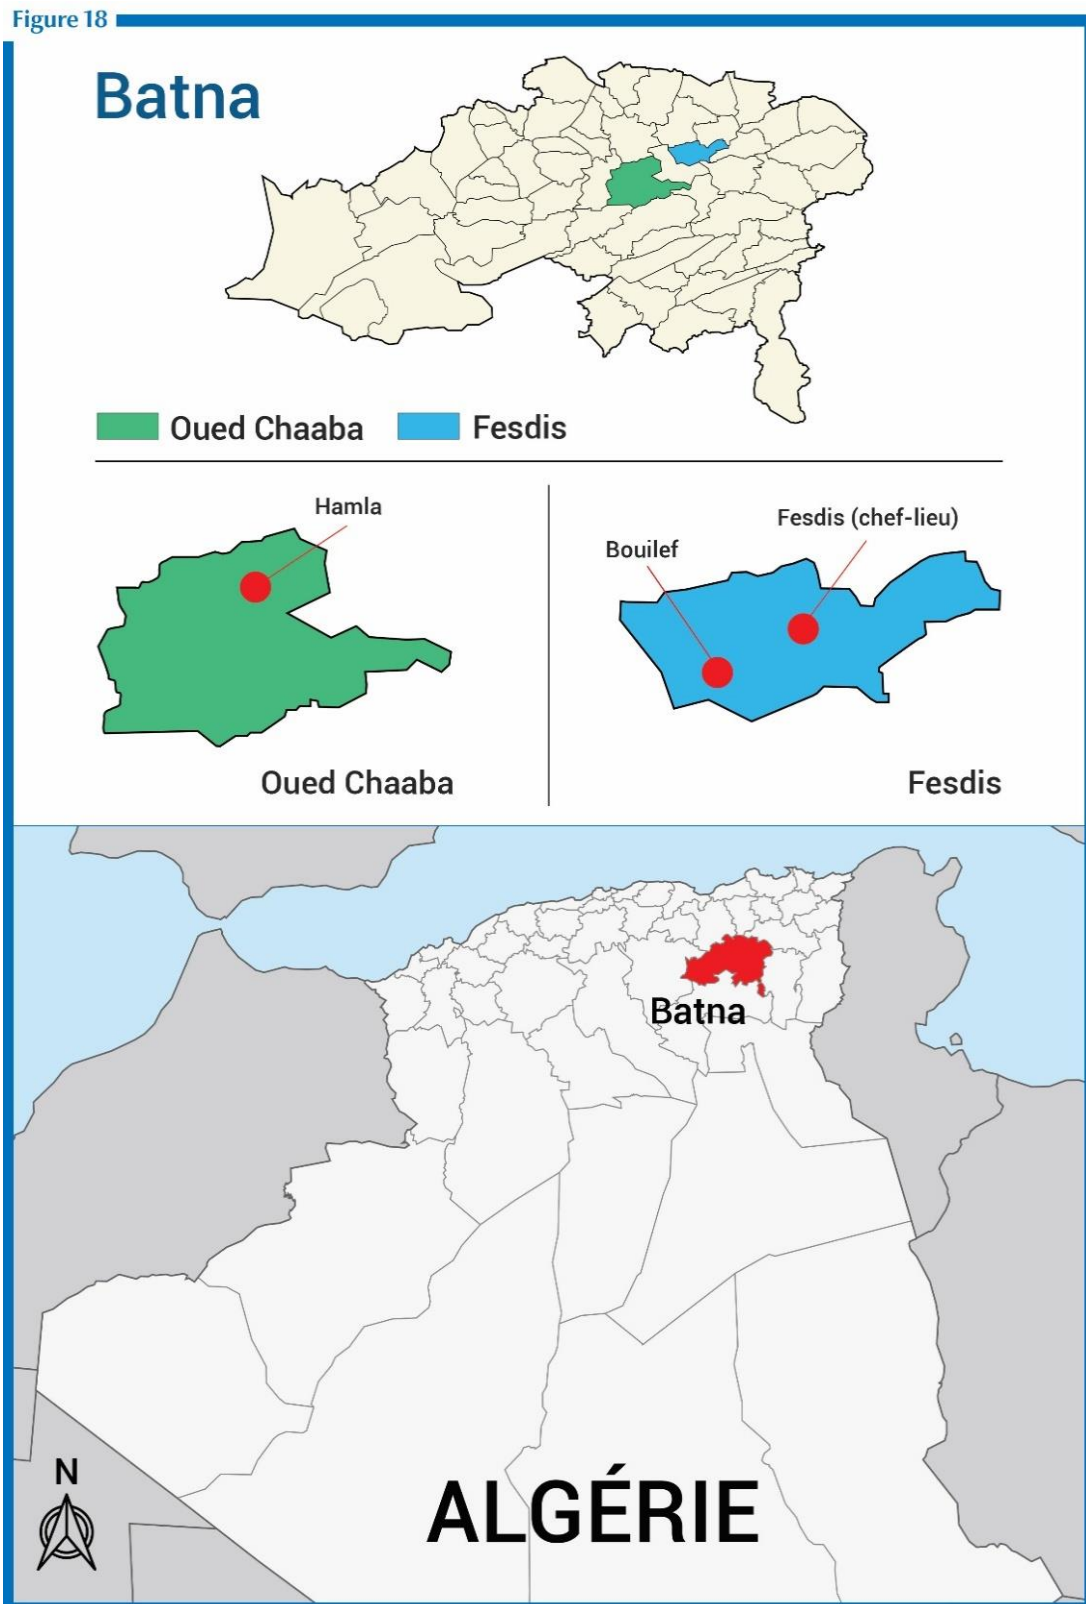 Figure 18
Batna
Oued Chaaba
Fesdis
Hamla
Oued Chaaba
Fesdis (chef-lieu)
Bouilef
Fesdis
Batna
ALGÉRIE
N